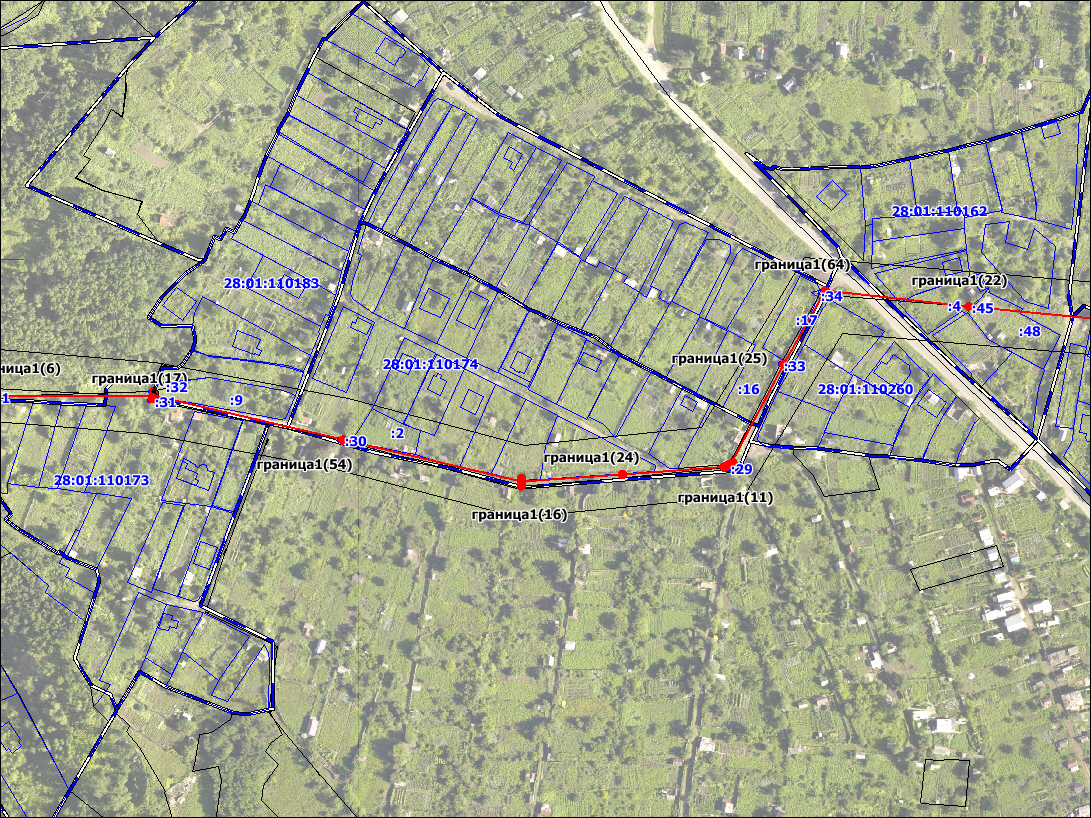 28:01:110162
граница1(64)
граница1(22)
28:01:110183
:34
:4
:45
:17
:48
граница1(25)
28:01:110174
:33
ница1(6)
граница1(17)
:32
:16
28:01:110260
1
:31
:9
:2
:30
граница1(24)
граница1(54)
:29
28:01:110173
граница1(11)
граница1(16)